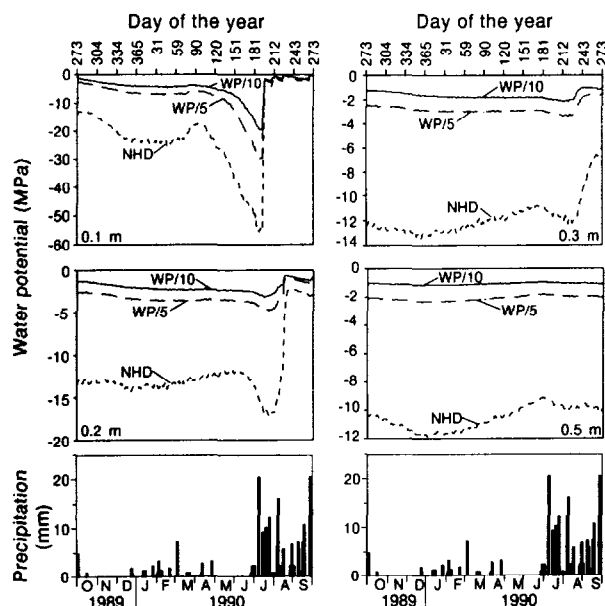 Day of the year Day of the year
273 304 334 365 31 59 90 120 151 181 212 243 273
273 304 334 365 31 59 90 120 151 181 212 243 273
Water potential (MPa)
0
-10
-20
-30
-40
-50
-60
WP/10
WP/5
NHD
0.1 m
0
-2
-4
-6
-8
-10
-12
-14
WP/10
WP/5
NHD
0.3 m
0
-5
-10
-15
-20
WP/10
WP/5
NHD
0.2 m
0
-2
-4
-6
-8
-10
-12
WP/10
WP/5
NHD
0.5 m
Precipitation
(mm)
20
10
0
O N D J F M A M J J A S
1989 1990
20
10
0
O N D J F M A M J J A S
1989 1990